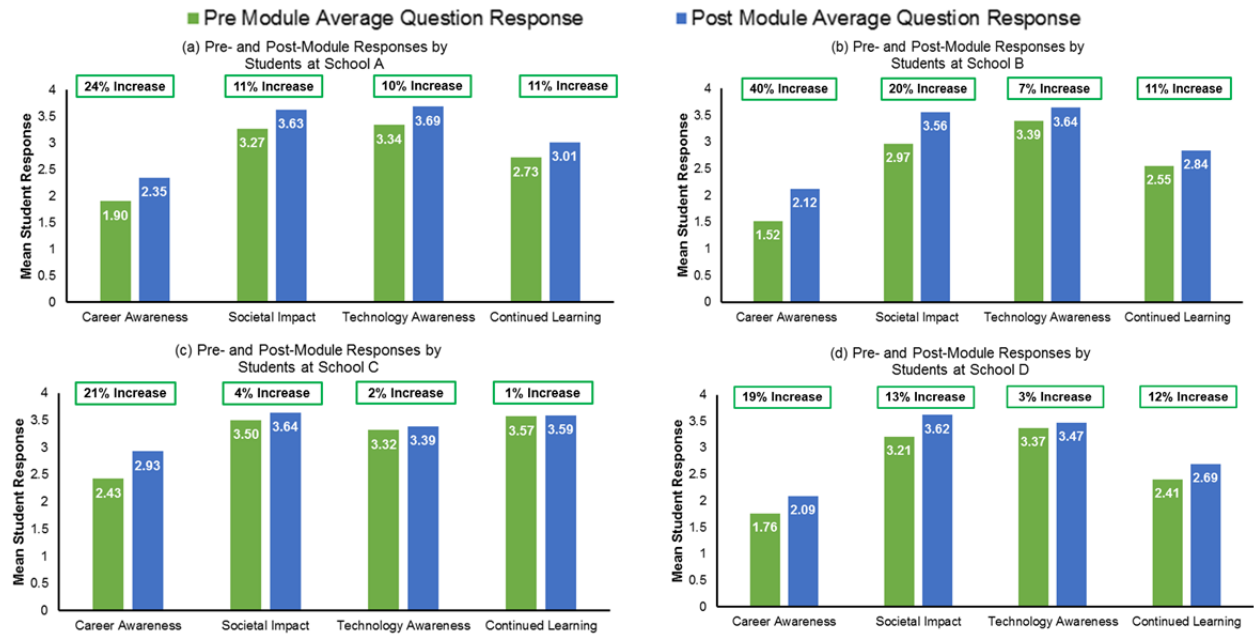 Pre Module Average Question Response
Post Module Average Question Response
(a) Pre- and Post-Module Responses by
Students at School A
24% Increase
11% Increase
10% Increase
11% Increase
Mean Student Response
4
3.5
3
2.5
2
1.5
1
0.5
0
1.90
2.35
3.27
3.63
3.34
3.69
2.73
3.01
Career Awareness
Societal Impact
Technology Awareness
Continued Learning
(b) Pre- and Post-Module Responses by
Students at School B
40% Increase
20% Increase
7% Increase
11% Increase
Mean Student Response
4
3.5
3
2.5
2
1.5
1
0.5
0
1.52
2.12
2.97
3.56
3.39
3.64
2.55
2.84
Career Awareness
Societal Impact
Technology Awareness
Continued Learning
(c) Pre- and Post-Module Responses by
Students at School C
21% Increase
4% Increase
2% Increase
1% Increase
Mean Student Response
4
3.5
3
2.5
2
1.5
1
0.5
0
2.43
2.93
3.50
3.64
3.32
3.39
3.57
3.59
Career Awareness
Societal Impact
Technology Awareness
Continued Learning
(d) Pre- and Post-Module Responses by
Students at School D
19% Increase
13% Increase
3% Increase
12% Increase
Mean Student Response
4
3.5
3
2.5
2
1.5
1
0.5
0
1.76
2.09
3.21
3.62
3.37
3.47
2.41
2.69
Career Awareness
Societal Impact
Technology Awareness
Continued Learning